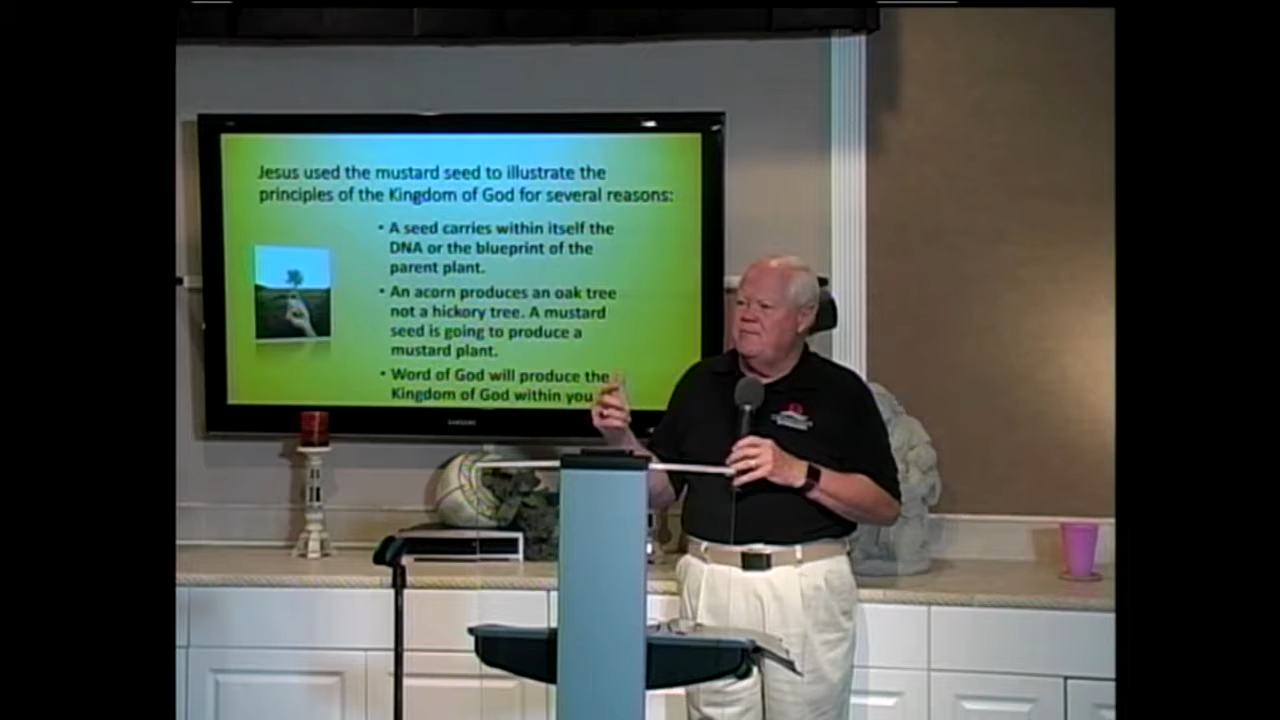 Jesus used the mustard seed to illustrate the
principles of the Kingdom of God for several reasons:
• A seed carries within itself the
DNA or the blueprint of the
parent plant.
• An acorn produces an oak tree
not a hickory tree. A mustard
seed is going to produce a
mustard plant.
• Word of God will produce the
Kingdom of God within you
SAMSUNG